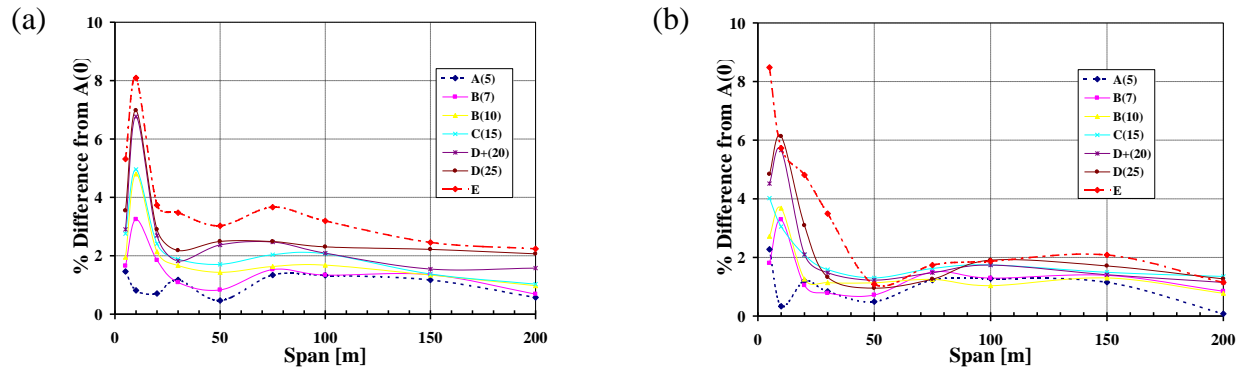 (a)
10
8
6
4
2
0
% Difference from A(0)
0 50 100 150 200
Span [m]
A(5)
B(7)
B(10)
C(15)
D+(20)
D(25)
E
(b)
10
8
6
4
2
0
% Difference from A(0)
0 50 100 150 200
Span [m]
A(5)
B(7)
B(10)
C(15)
D+(20)
D(25)
E